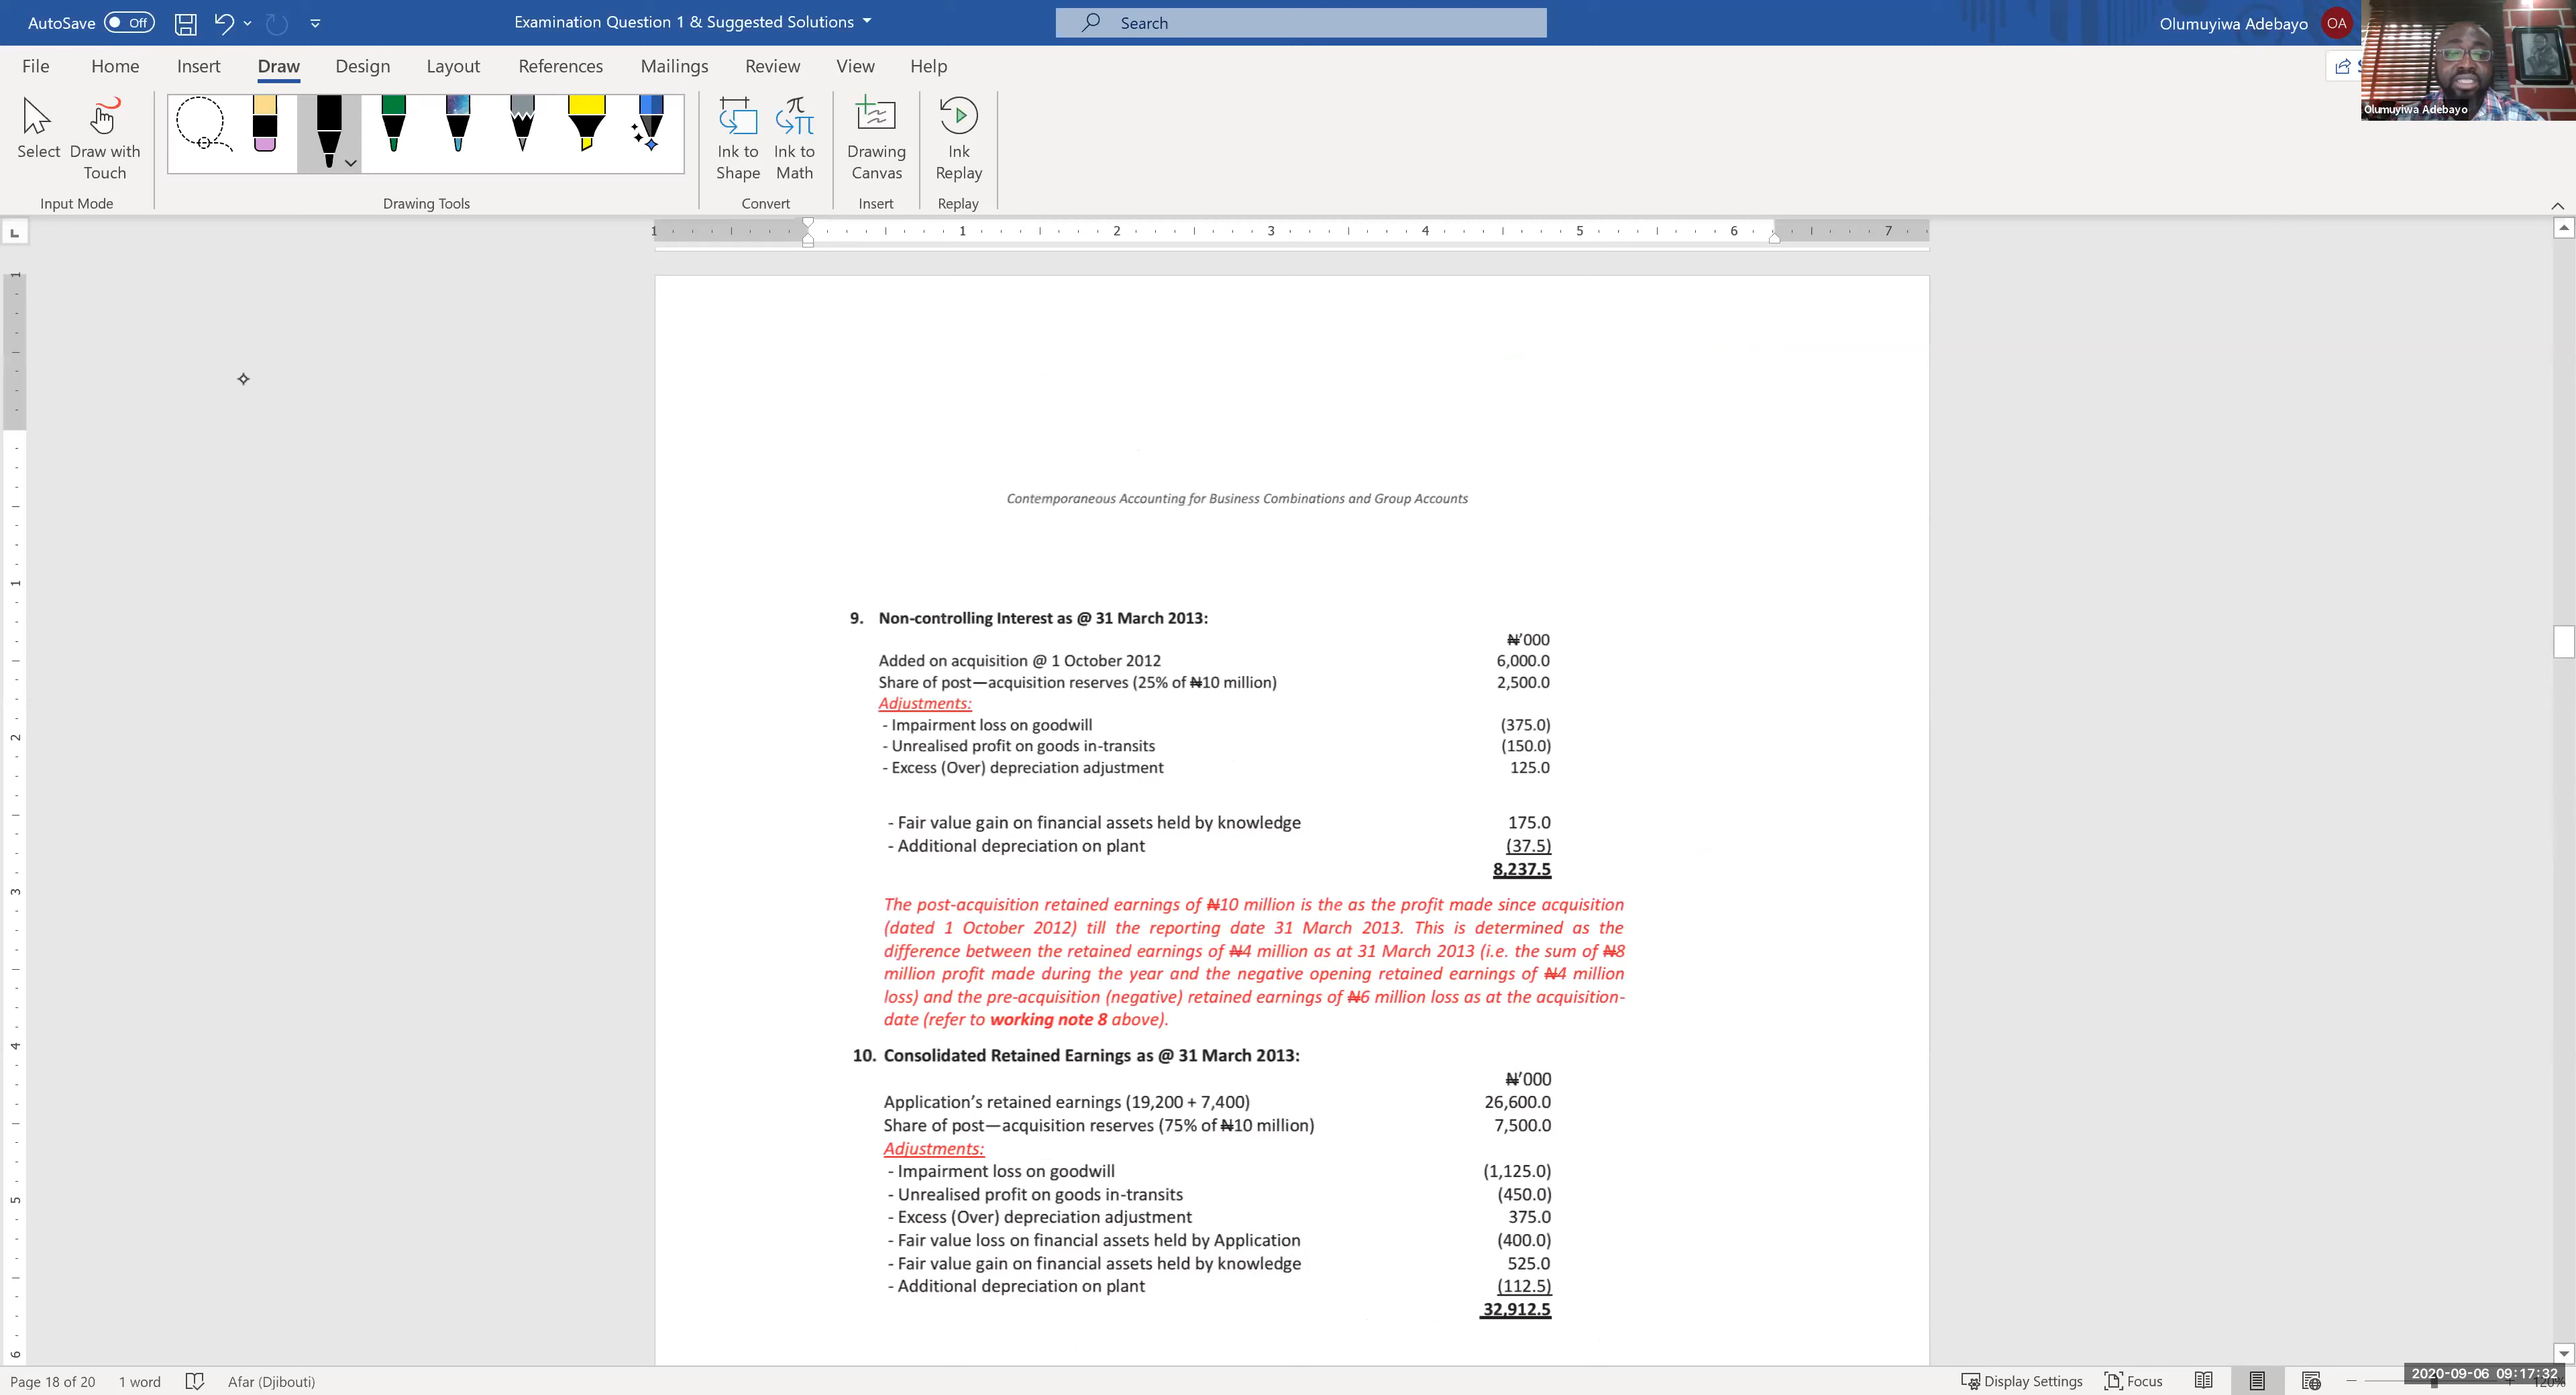 AutoSave Off
Examination Question 1 & Suggested Solutions
Search
Olumuyiwa Adebayo OA
File Home Insert Draw Design Layout References Mailings Review View Help
Olumuyiwa Adebayo
Select
Draw with Touch
Ink to Shape
Ink to Math
Drawing Canvas
Ink Replay
Input Mode Drawing Tools Convert Insert Replay
1 1 2 3 4 5 6 7
Contemporaneous Accounting for Business Combinations and Group Accounts
9. Non-controlling Interest as @ 31 March 2013:
₦'000
Added on acquisition @ 1 October 2012 6,000.0
Share of post—acquisition reserves (25% of ₦10 million) 2,500.0
Adjustments:
- Impairment loss on goodwill (375.0)
- Unrealised profit on goods in-transits (150.0)
- Excess (Over) depreciation adjustment 125.0
- Fair value gain on financial assets held by knowledge 175.0
- Additional depreciation on plant (37.5)
8,237.5
The post-acquisition retained earnings of ₦10 million is the as the profit made since acquisition
(dated 1 October 2012) till the reporting date 31 March 2013. This is determined as the
difference between the retained earnings of ₦4 million as at 31 March 2013 (i.e. the sum of ₦8
million profit made during the year and the negative opening retained earnings of ₦4 million
loss) and the pre-acquisition (negative) retained earnings of ₦6 million loss as at the acquisition-
date (refer to working note 8 above).
10. Consolidated Retained Earnings as @ 31 March 2013:
₦'000
Application's retained earnings (19,200 + 7,400) 26,600.0
Share of post—acquisition reserves (75% of ₦10 million) 7,500.0
Adjustments:
- Impairment loss on goodwill (1,125.0)
- Unrealised profit on goods in-transits (450.0)
- Excess (Over) depreciation adjustment 375.0
- Fair value loss on financial assets held by Application (400.0)
- Fair value gain on financial assets held by knowledge 525.0
- Additional depreciation on plant (112.5)
32,912.5
1
1
2
3
4
5
6
Page 18 of 20 1 word Afar (Djibouti) Display Settings Focus 120%
2020-09-06 09:17:32